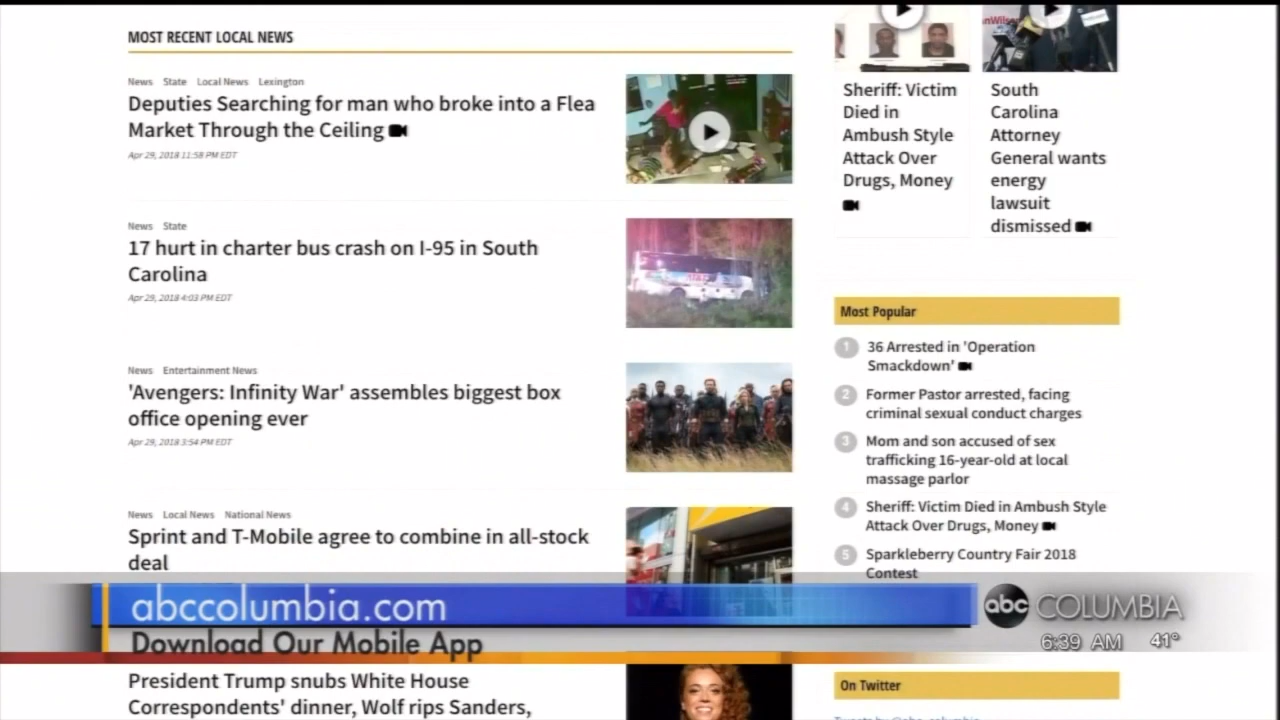 MOST RECENT LOCAL NEWS
News State Local News Lexington
Deputies Searching for man who broke into a Flea
Market Through the Ceiling
Apr 29, 2018 11:58 PM EDT
News State
17 hurt in charter bus crash on I-95 in South
Carolina
Apr 29, 2018 4:03 PM EDT
News Entertainment News
'Avengers: Infinity War' assembles biggest box
office opening ever
Apr 29, 2018 3:54 PM EDT
News Local News National News
Sprint and T-Mobile agree to combine in all-stock
deal
President Trump snubs White House
Correspondents' dinner, Wolf rips Sanders,
Sheriff: Victim
Died in
Ambush Style
Attack Over
Drugs, Money
South
Carolina
Attorney
General wants
energy
lawsuit
dismissed
Most Popular
1 36 Arrested in 'Operation
Smackdown'
2 Former Pastor arrested, facing
criminal sexual conduct charges
3 Mom and son accused of sex
trafficking 16-year-old at local
massage parlor
4 Sheriff: Victim Died in Ambush Style
Attack Over Drugs, Money
5 Sparkleberry Country Fair 2018
Contest
On Twitter
abccolumbia.com
Download Our Mobile App
abc COLUMBIA
6:39 AM 41°